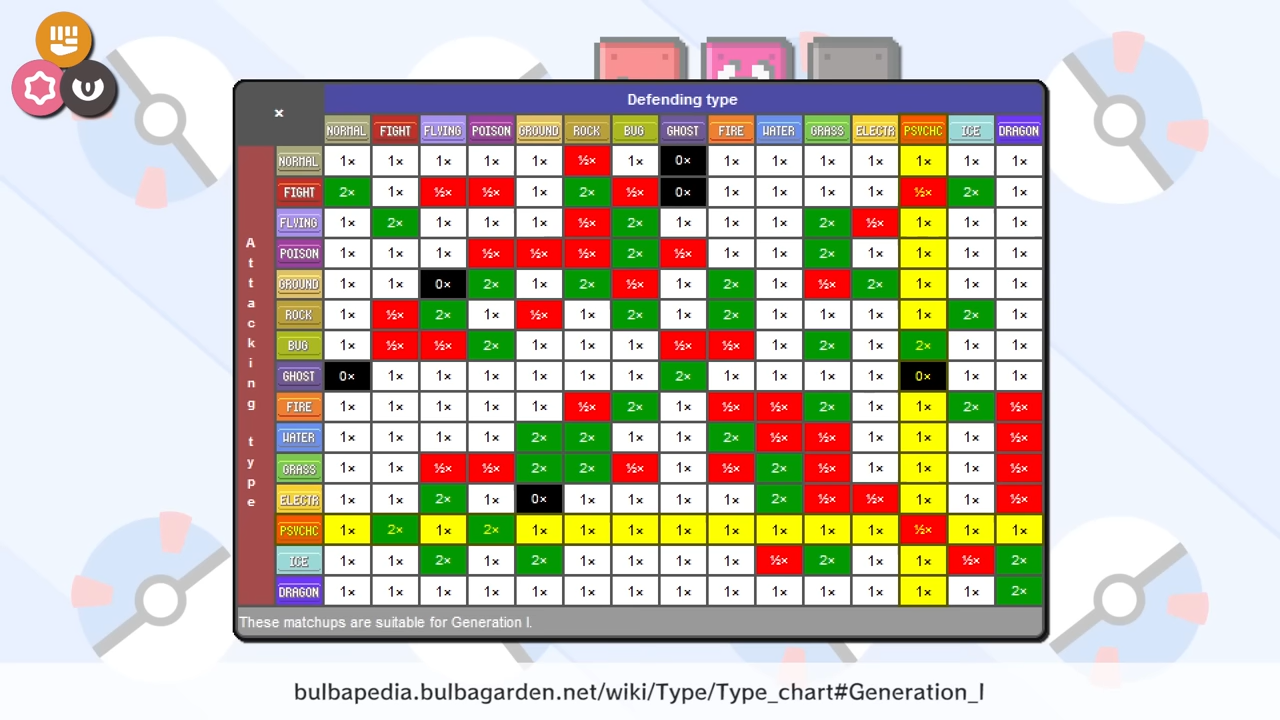 Defending type
×
NORMAL FIGHT FLYING POISON GROUND ROCK BUG GHOST FIRE WATER GRASS ELECTR PSYCHC ICE DRAGON
Attacking type
NORMAL 1× 1× 1× 1× 1× ½× 1× 0× 1× 1× 1× 1× 1× 1× 1×
FIGHT 2× 1× ½× ½× 1× 2× ½× 0× 1× 1× 1× 1× ½× 2× 1×
FLYING 1× 2× 1× 1× 1× ½× 2× 1× 1× 1× 2× ½× 1× 1× 1×
POISON 1× 1× 1× ½× ½× ½× 2× ½× 1× 1× 2× 1× 1× 1× 1×
GROUND 1× 1× 0× 2× 1× 2× ½× 1× 2× 1× ½× 2× 1× 1× 1×
ROCK 1× ½× 2× 1× ½× 1× 2× 1× 2× 1× 1× 1× 1× 2× 1×
BUG 1× ½× ½× 2× 1× 1× 1× ½× ½× 1× 2× 1× 2× 1× 1×
GHOST 0× 1× 1× 1× 1× 1× 1× 2× 1× 1× 1× 1× 0× 1× 1×
FIRE 1× 1× 1× 1× 1× ½× 2× 1× ½× ½× 2× 1× 1× 2× ½×
WATER 1× 1× 1× 1× 2× 2× 1× 1× 2× ½× ½× 1× 1× 1× ½×
GRASS 1× 1× ½× ½× 2× 2× ½× 1× ½× 2× ½× 1× 1× 1× ½×
ELECTR 1× 1× 2× 1× 0× 1× 1× 1× 1× 2× ½× ½× 1× 1× ½×
PSYCHC 1× 2× 1× 2× 1× 1× 1× 1× 1× 1× 1× 1× ½× 1× 1×
ICE 1× 1× 2× 1× 2× 1× 1× 1× 1× ½× 2× 1× 1× ½× 2×
DRAGON 1× 1× 1× 1× 1× 1× 1× 1× 1× 1× 1× 1× 1× 1× 2×
These matchups are suitable for Generation I.
bulbapedia.bulbagarden.net/wiki/Type/Type_chart#Generation_I